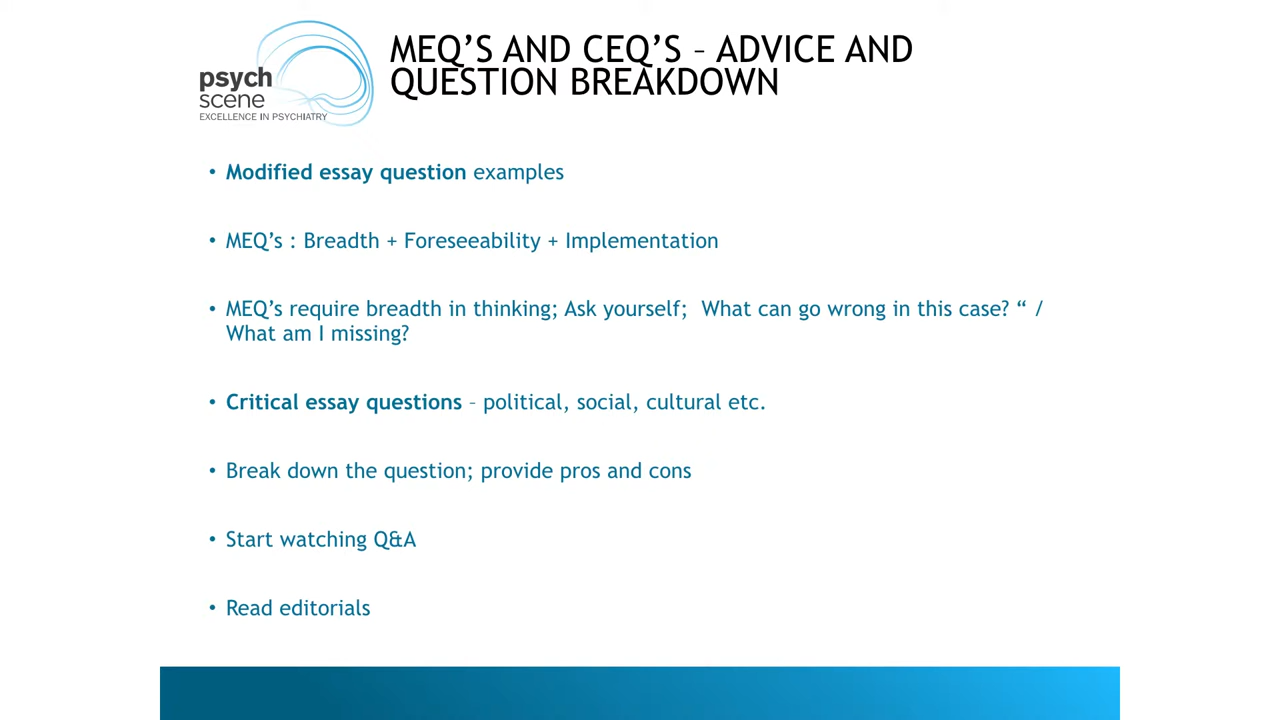 psych
scene
EXCELLENCE IN PSYCHIATRY
MEQ’S AND CEQ’S – ADVICE AND
QUESTION BREAKDOWN
• Modified essay question examples
• MEQ’s : Breadth + Foreseeability + Implementation
• MEQ’s require breadth in thinking; Ask yourself;  What can go wrong in this case? “ /
What am I missing?
• Critical essay questions – political, social, cultural etc.
• Break down the question; provide pros and cons
• Start watching Q&A
• Read editorials